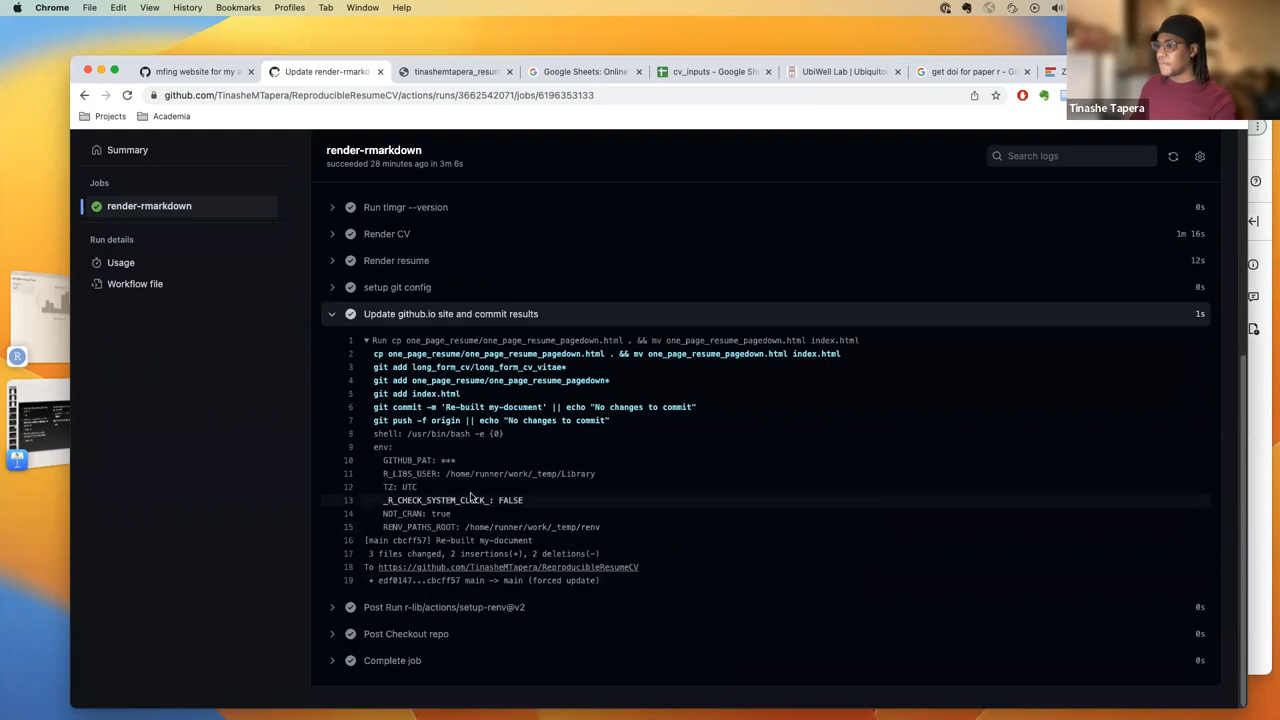 Chrome File Edit View History Bookmarks Profiles Tab Window Help
mfing website for my a
Update render-rmarkd
tinashemtapera_resum
Google Sheets: Online
cv_inputs - Google Sh
UbiWell Lab | Ubiquitou
get doi for paper r - G
github.com/TinasheMTapera/ReproducibleResumeCV/actions/runs/3662542071/jobs/6196353133
Tinashe Tapera
Projects Academia
Summary
Jobs
render-rmarkdown
Run details
Usage
Workflow file
render-rmarkdown
succeeded 28 minutes ago in 3m 6s
Search logs
Run tlmgr --version 0s
Render CV 1m 16s
Render resume 12s
setup git config 0s
Update github.io site and commit results 1s
1 ▼ Run cp one_page_resume/one_page_resume_pagedown.html . && mv one_page_resume_pagedown.html index.html
2 cp one_page_resume/one_page_resume_pagedown.html . && mv one_page_resume_pagedown.html index.html
3 git add long_form_cv/long_form_cv_vitae*
4 git add one_page_resume/one_page_resume_pagedown*
5 git add index.html
6 git commit -m 'Re-built my-document' || echo "No changes to commit"
7 git push -f origin || echo "No changes to commit"
8 shell: /usr/bin/bash -e {0}
9 env:
10 GITHUB_PAT: ***
11 R_LIBS_USER: /home/runner/work/_temp/Library
12 TZ: UTC
13 _R_CHECK_SYSTEM_CLOCK_: FALSE
14 NOT_CRAN: true
15 RENV_PATHS_ROOT: /home/runner/work/_temp/renv
16 [main cbcff57] Re-built my-document
17 3 files changed, 2 insertions(+), 2 deletions(-)
18 To https://github.com/TinasheMTapera/ReproducibleResumeCV
19 + edf0147...cbcff57 main -> main (forced update)
Post Run r-lib/actions/setup-renv@v2 0s
Post Checkout repo 0s
Complete job 0s